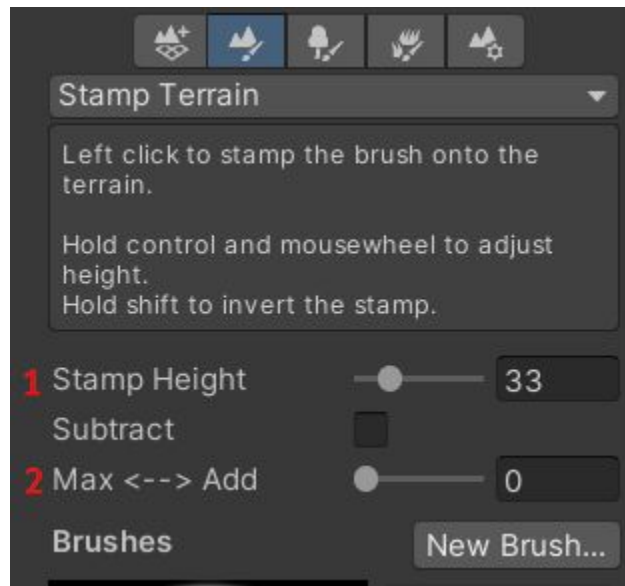 Stamp Terrain
Left click to stamp the brush onto the
terrain.
Hold control and mousewheel to adjust
height.
Hold shift to invert the stamp.
1 Stamp Height 33
Subtract
2 Max <--> Add 0
Brushes New Brush...